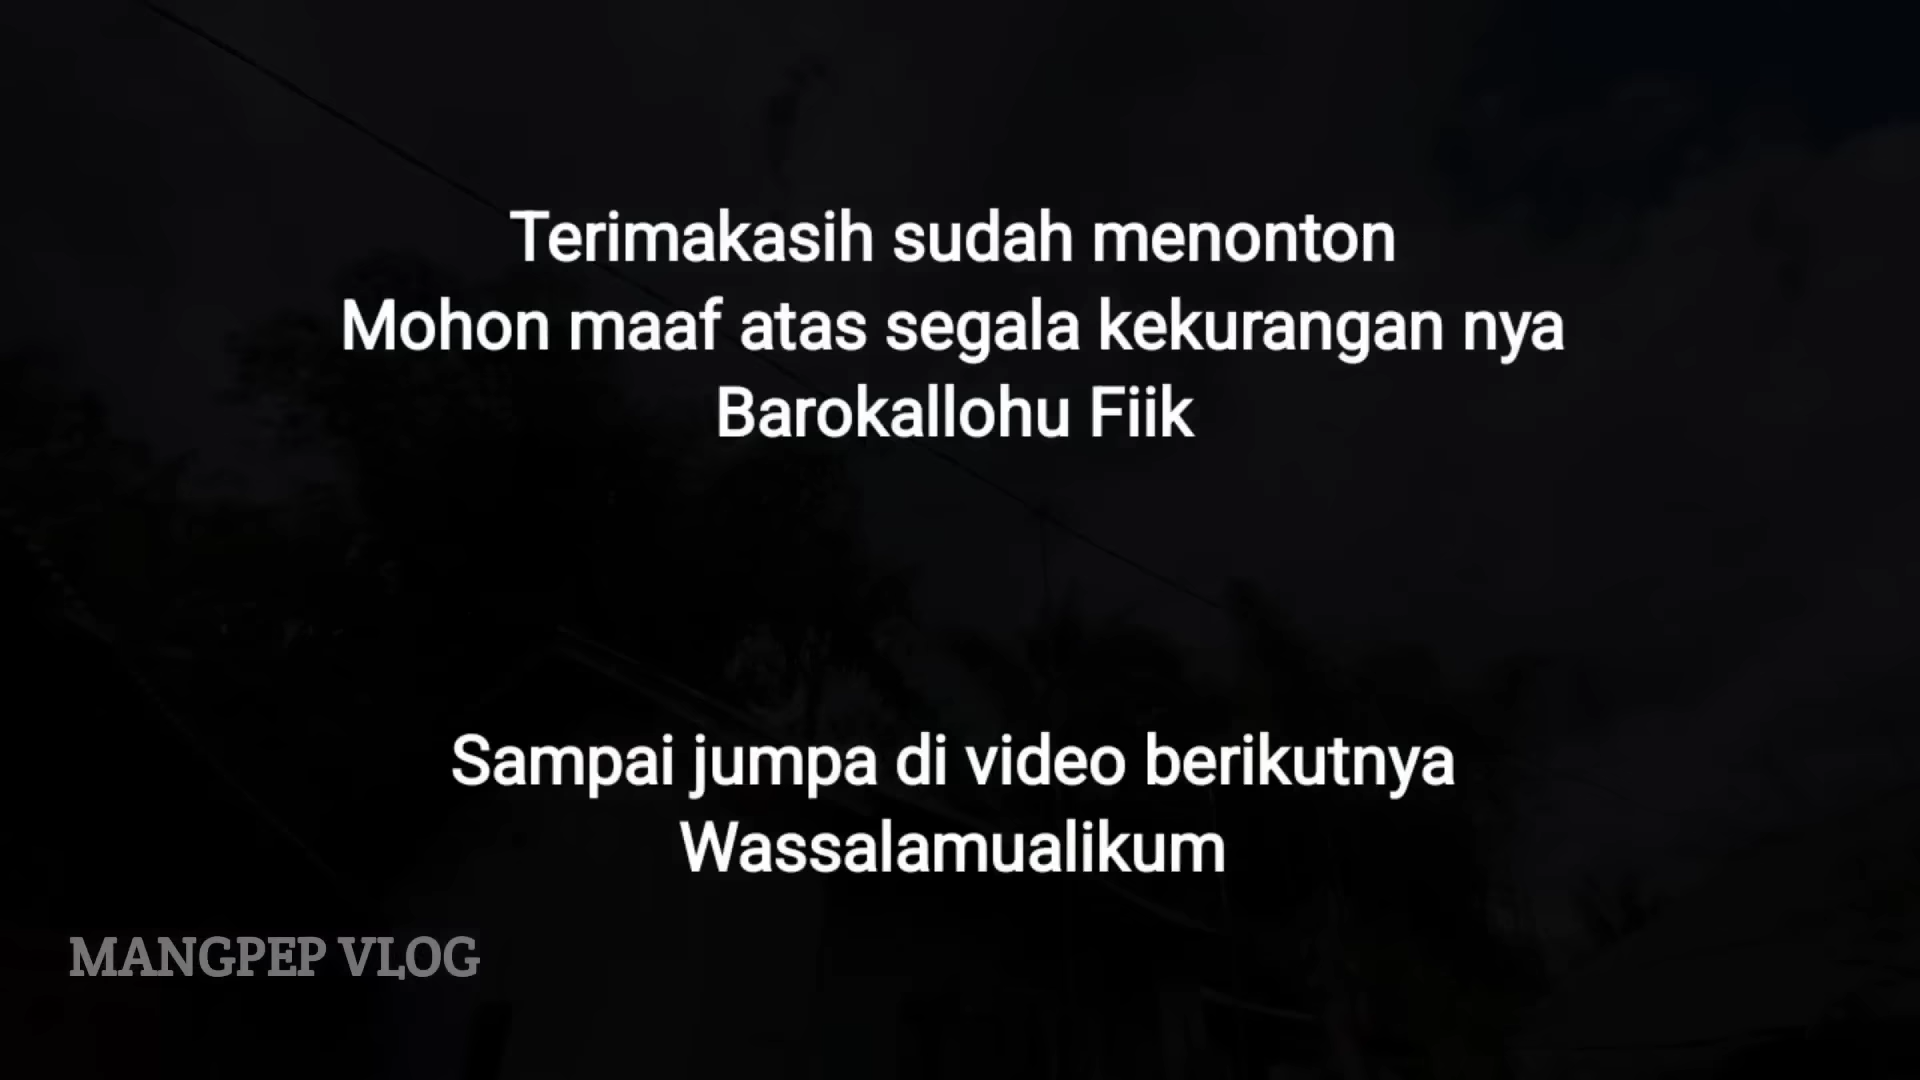 Terimakasih sudah menonton
Mohon maaf atas segala kekurangan nya
Barokallohu Fiik
Sampai jumpa di video berikutnya
Wassalamualikum
MANGPEP VLOG